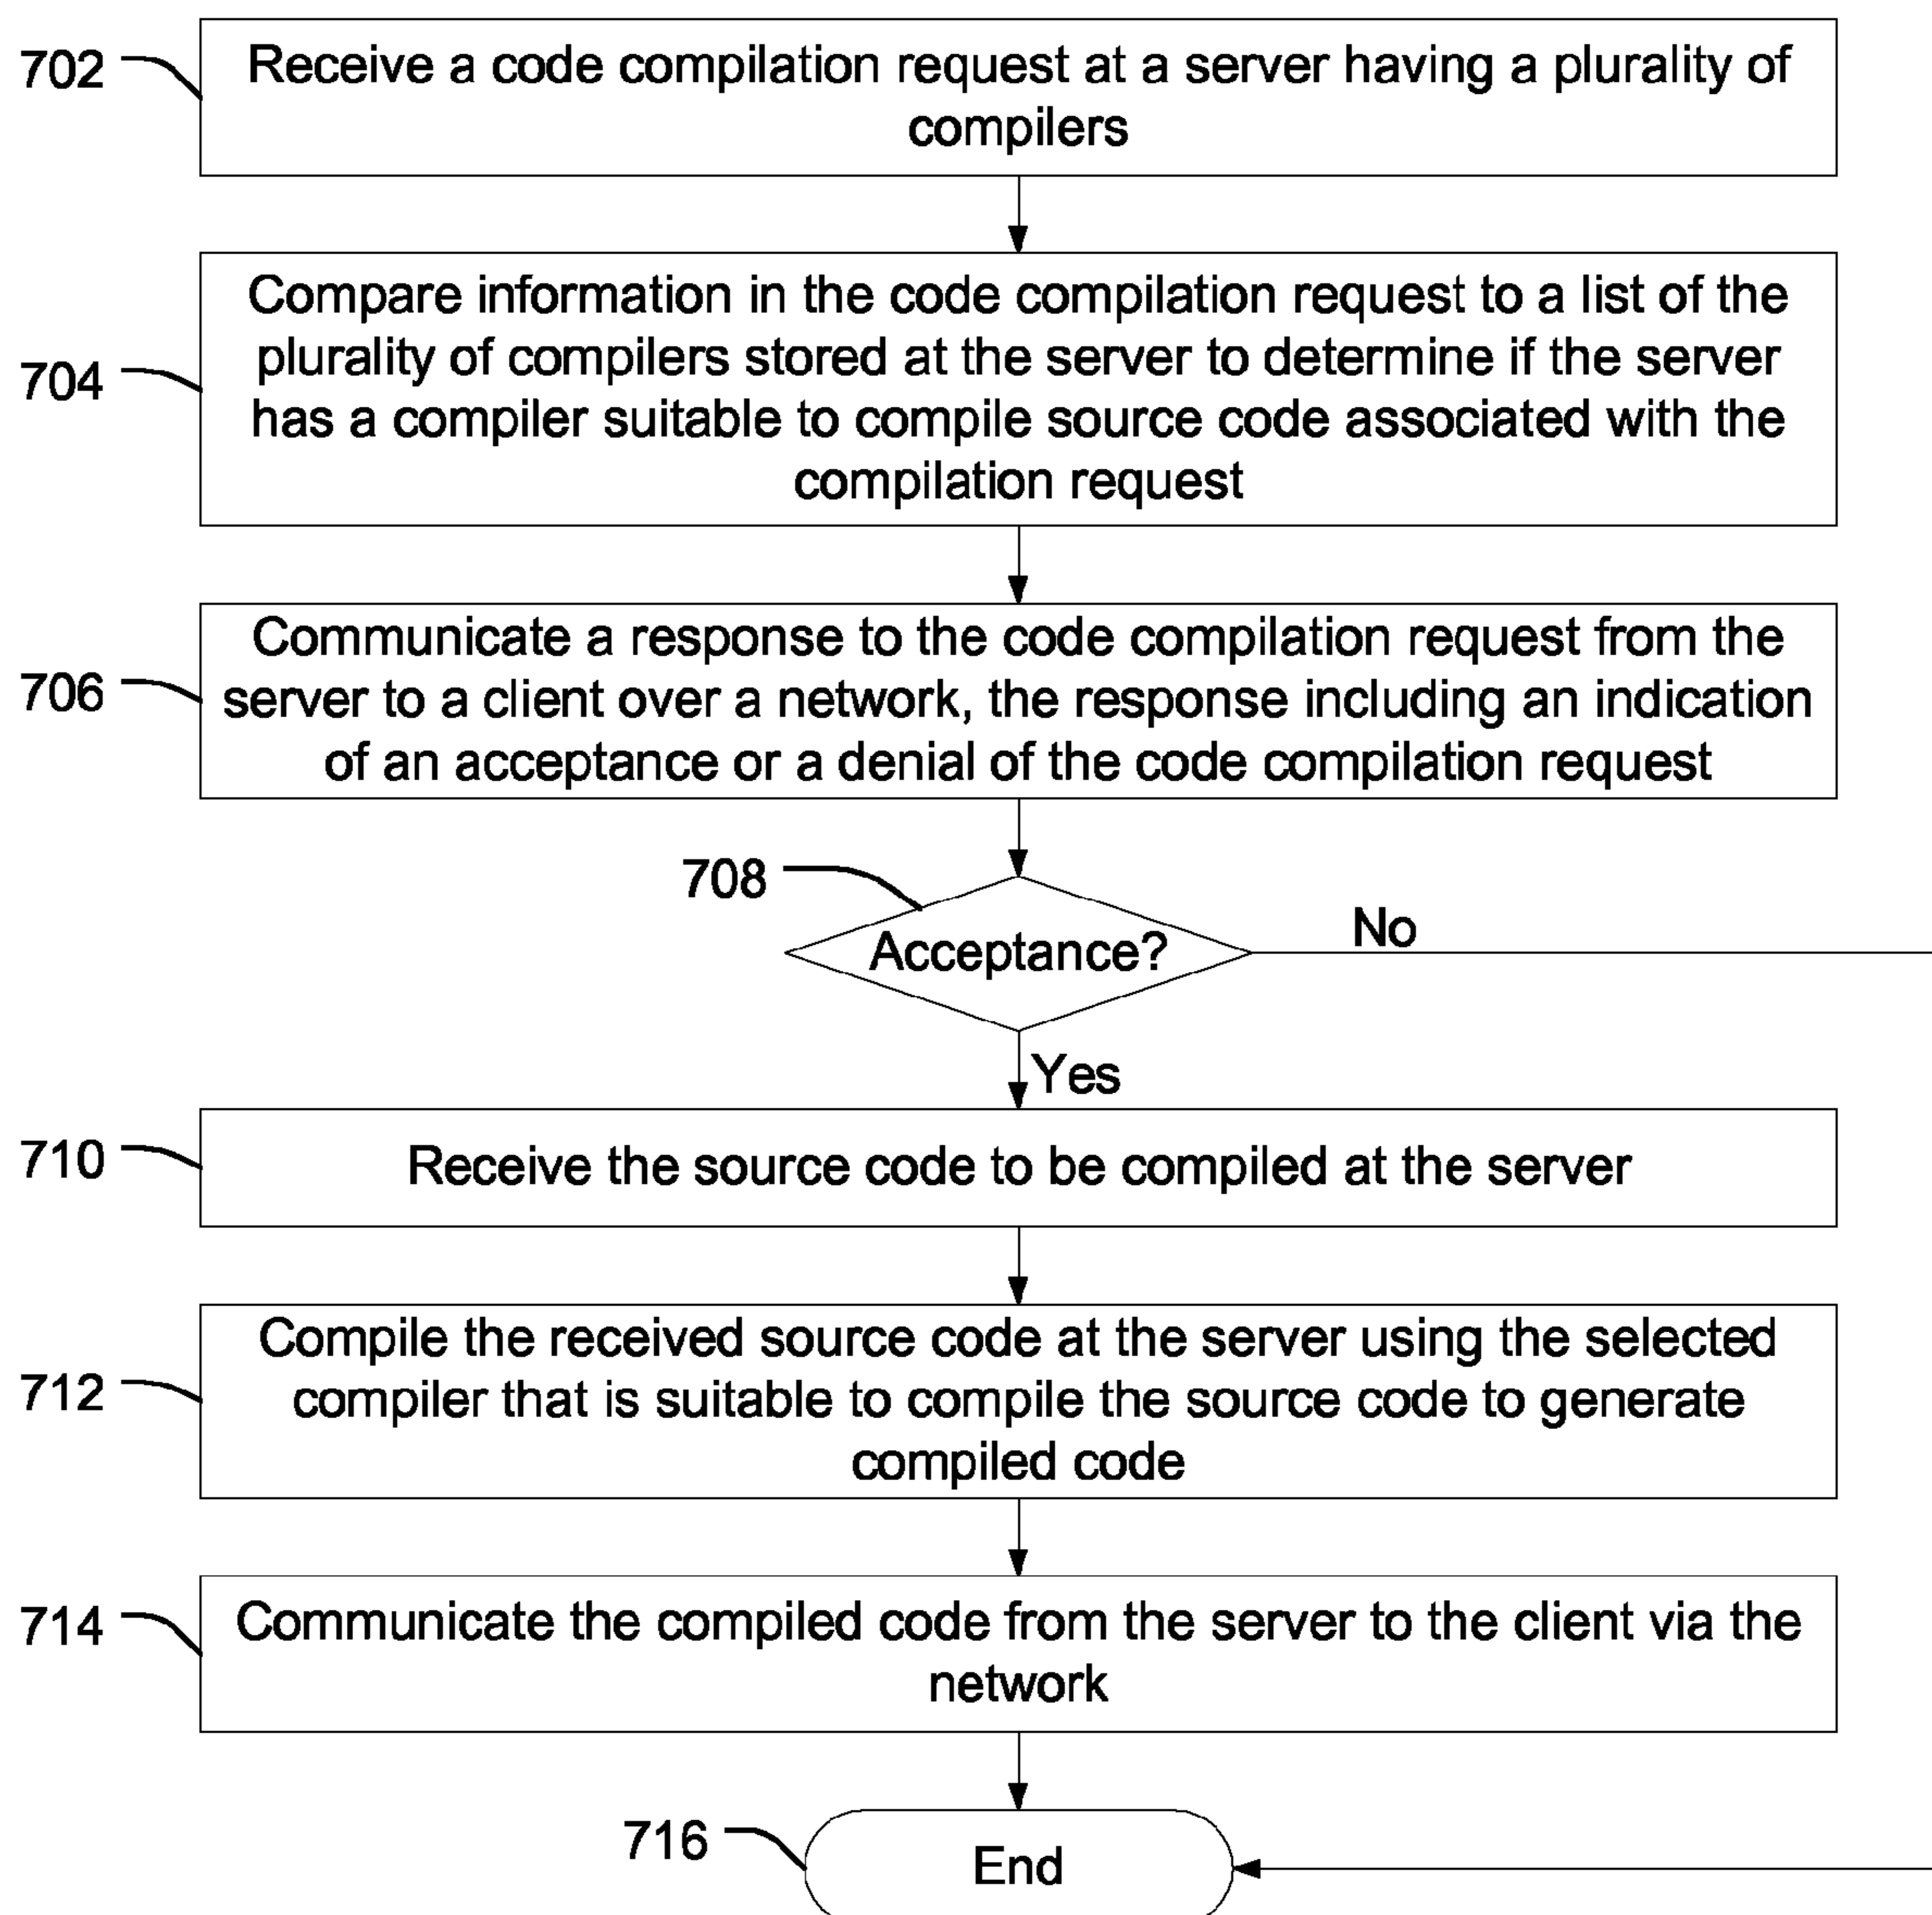 702
Receive a code compilation request at a server having a plurality of
compilers
704
Compare information in the code compilation request to a list of the
plurality of compilers stored at the server to determine if the server
has a compiler suitable to compile source code associated with the
compilation request
706
Communicate a response to the code compilation request from the
server to a client over a network, the response including an indication
of an acceptance or a denial of the code compilation request
708
Acceptance?
No
Yes
710
Receive the source code to be compiled at the server
712
Compile the received source code at the server using the selected
compiler that is suitable to compile the source code to generate
compiled code
714
Communicate the compiled code from the server to the client via the
network
716
End